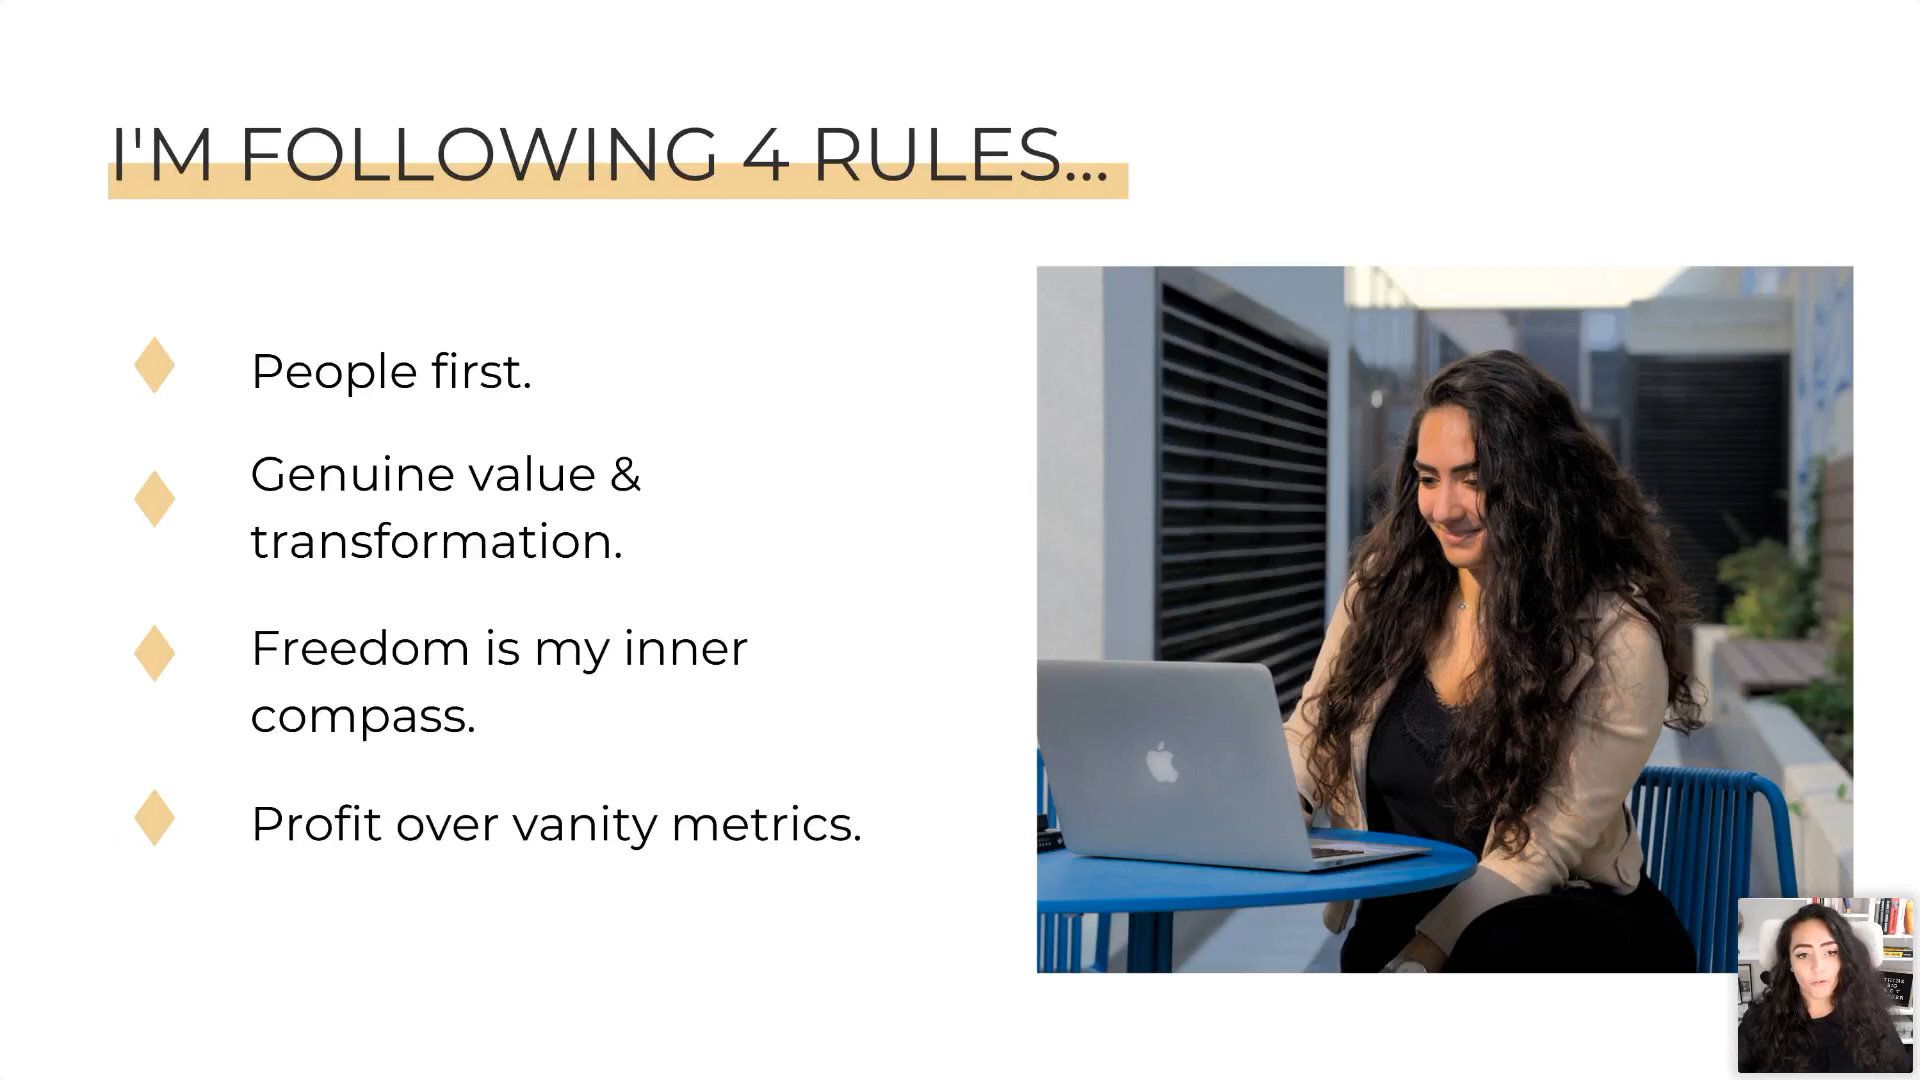 I'M FOLLOWING 4 RULES...
People first.
Genuine value &
transformation.
Freedom is my inner
compass.
Profit over vanity metrics.